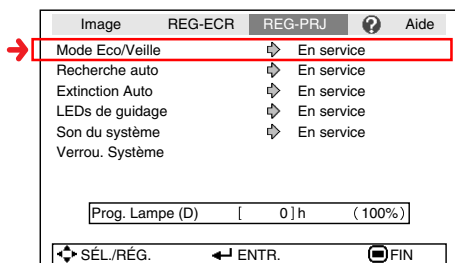 Image REG-ECR REG-PRJ ? Aide
Mode Eco/Veille En service
Recherche auto En service
Extinction Auto En service
LEDs de guidage En service
Son du système En service
Verrou. Système
Prog. Lampe (D) [ 0 ] h (100%)
SÉL./RÉG. ENTR. FIN